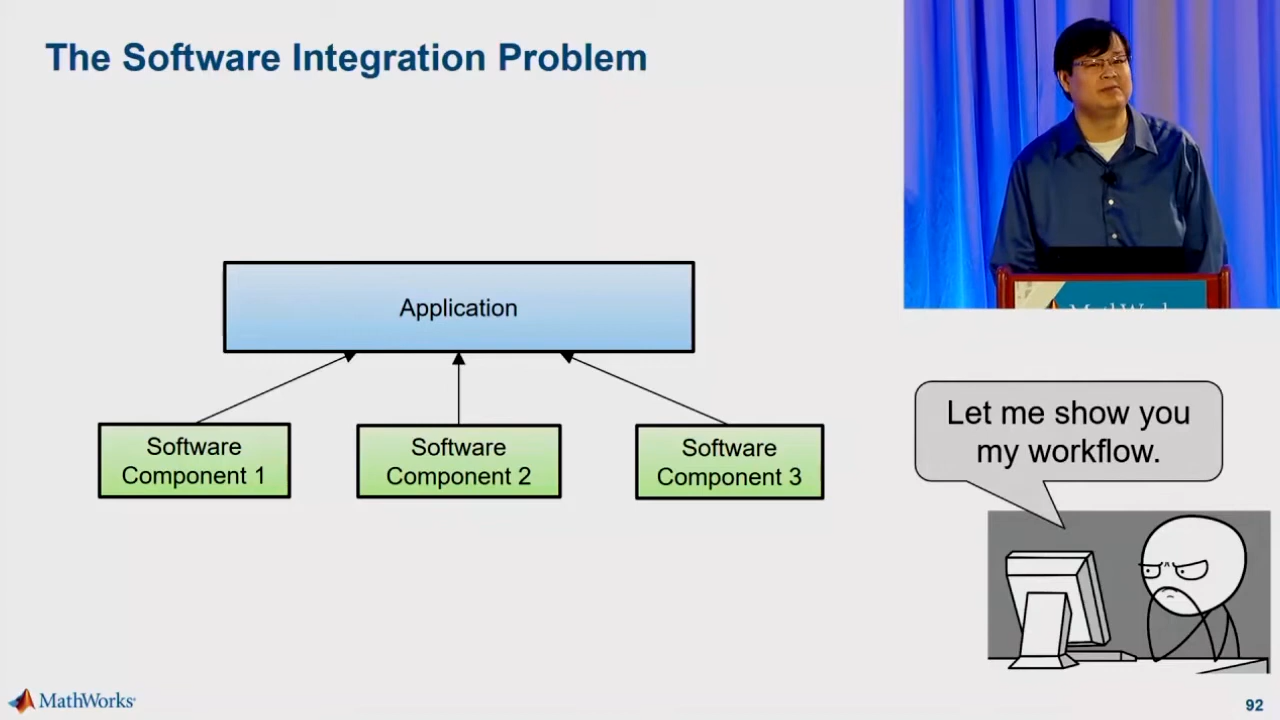 The Software Integration Problem
Application
Software
Component 1
Software
Component 2
Software
Component 3
Let me show you
my workflow.
MathWorks
92